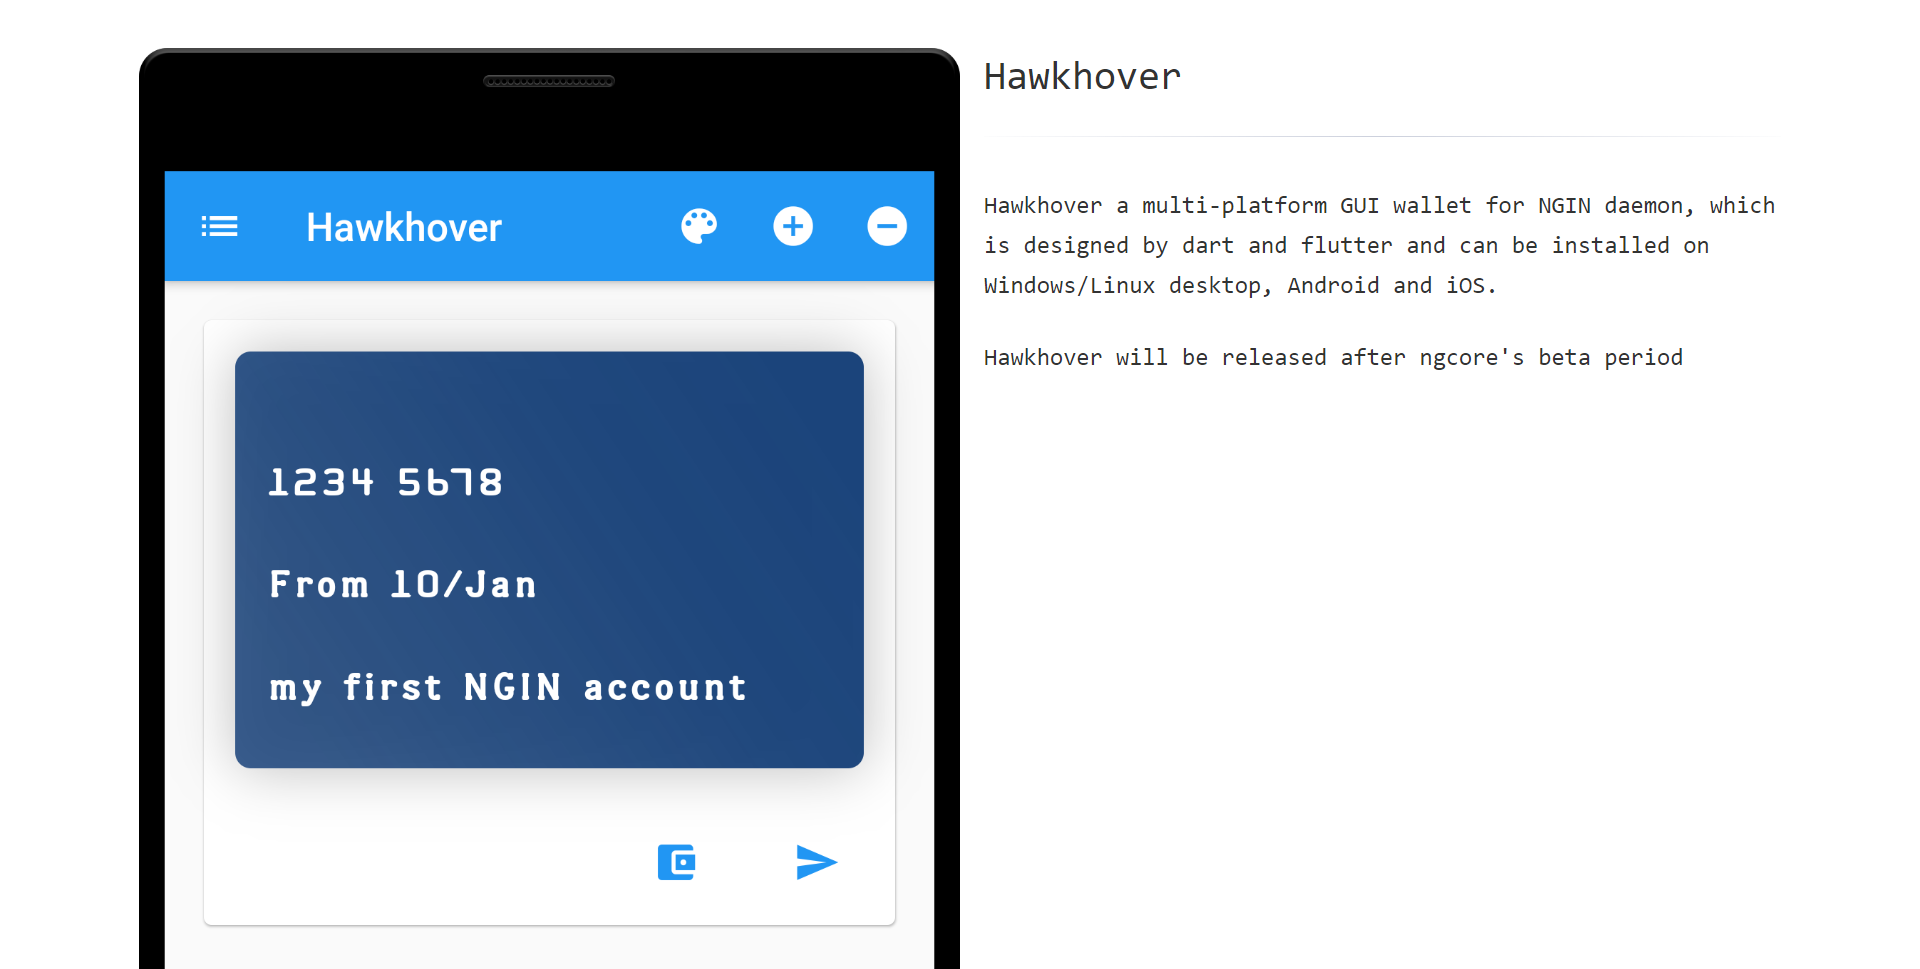 Hawkhover
1234 5678
From 10/Jan
my first NGIN account
Hawkhover
Hawkhover a multi-platform GUI wallet for NGIN daemon, which
is designed by dart and flutter and can be installed on
Windows/Linux desktop, Android and iOS.
Hawkhover will be released after ngcore's beta period